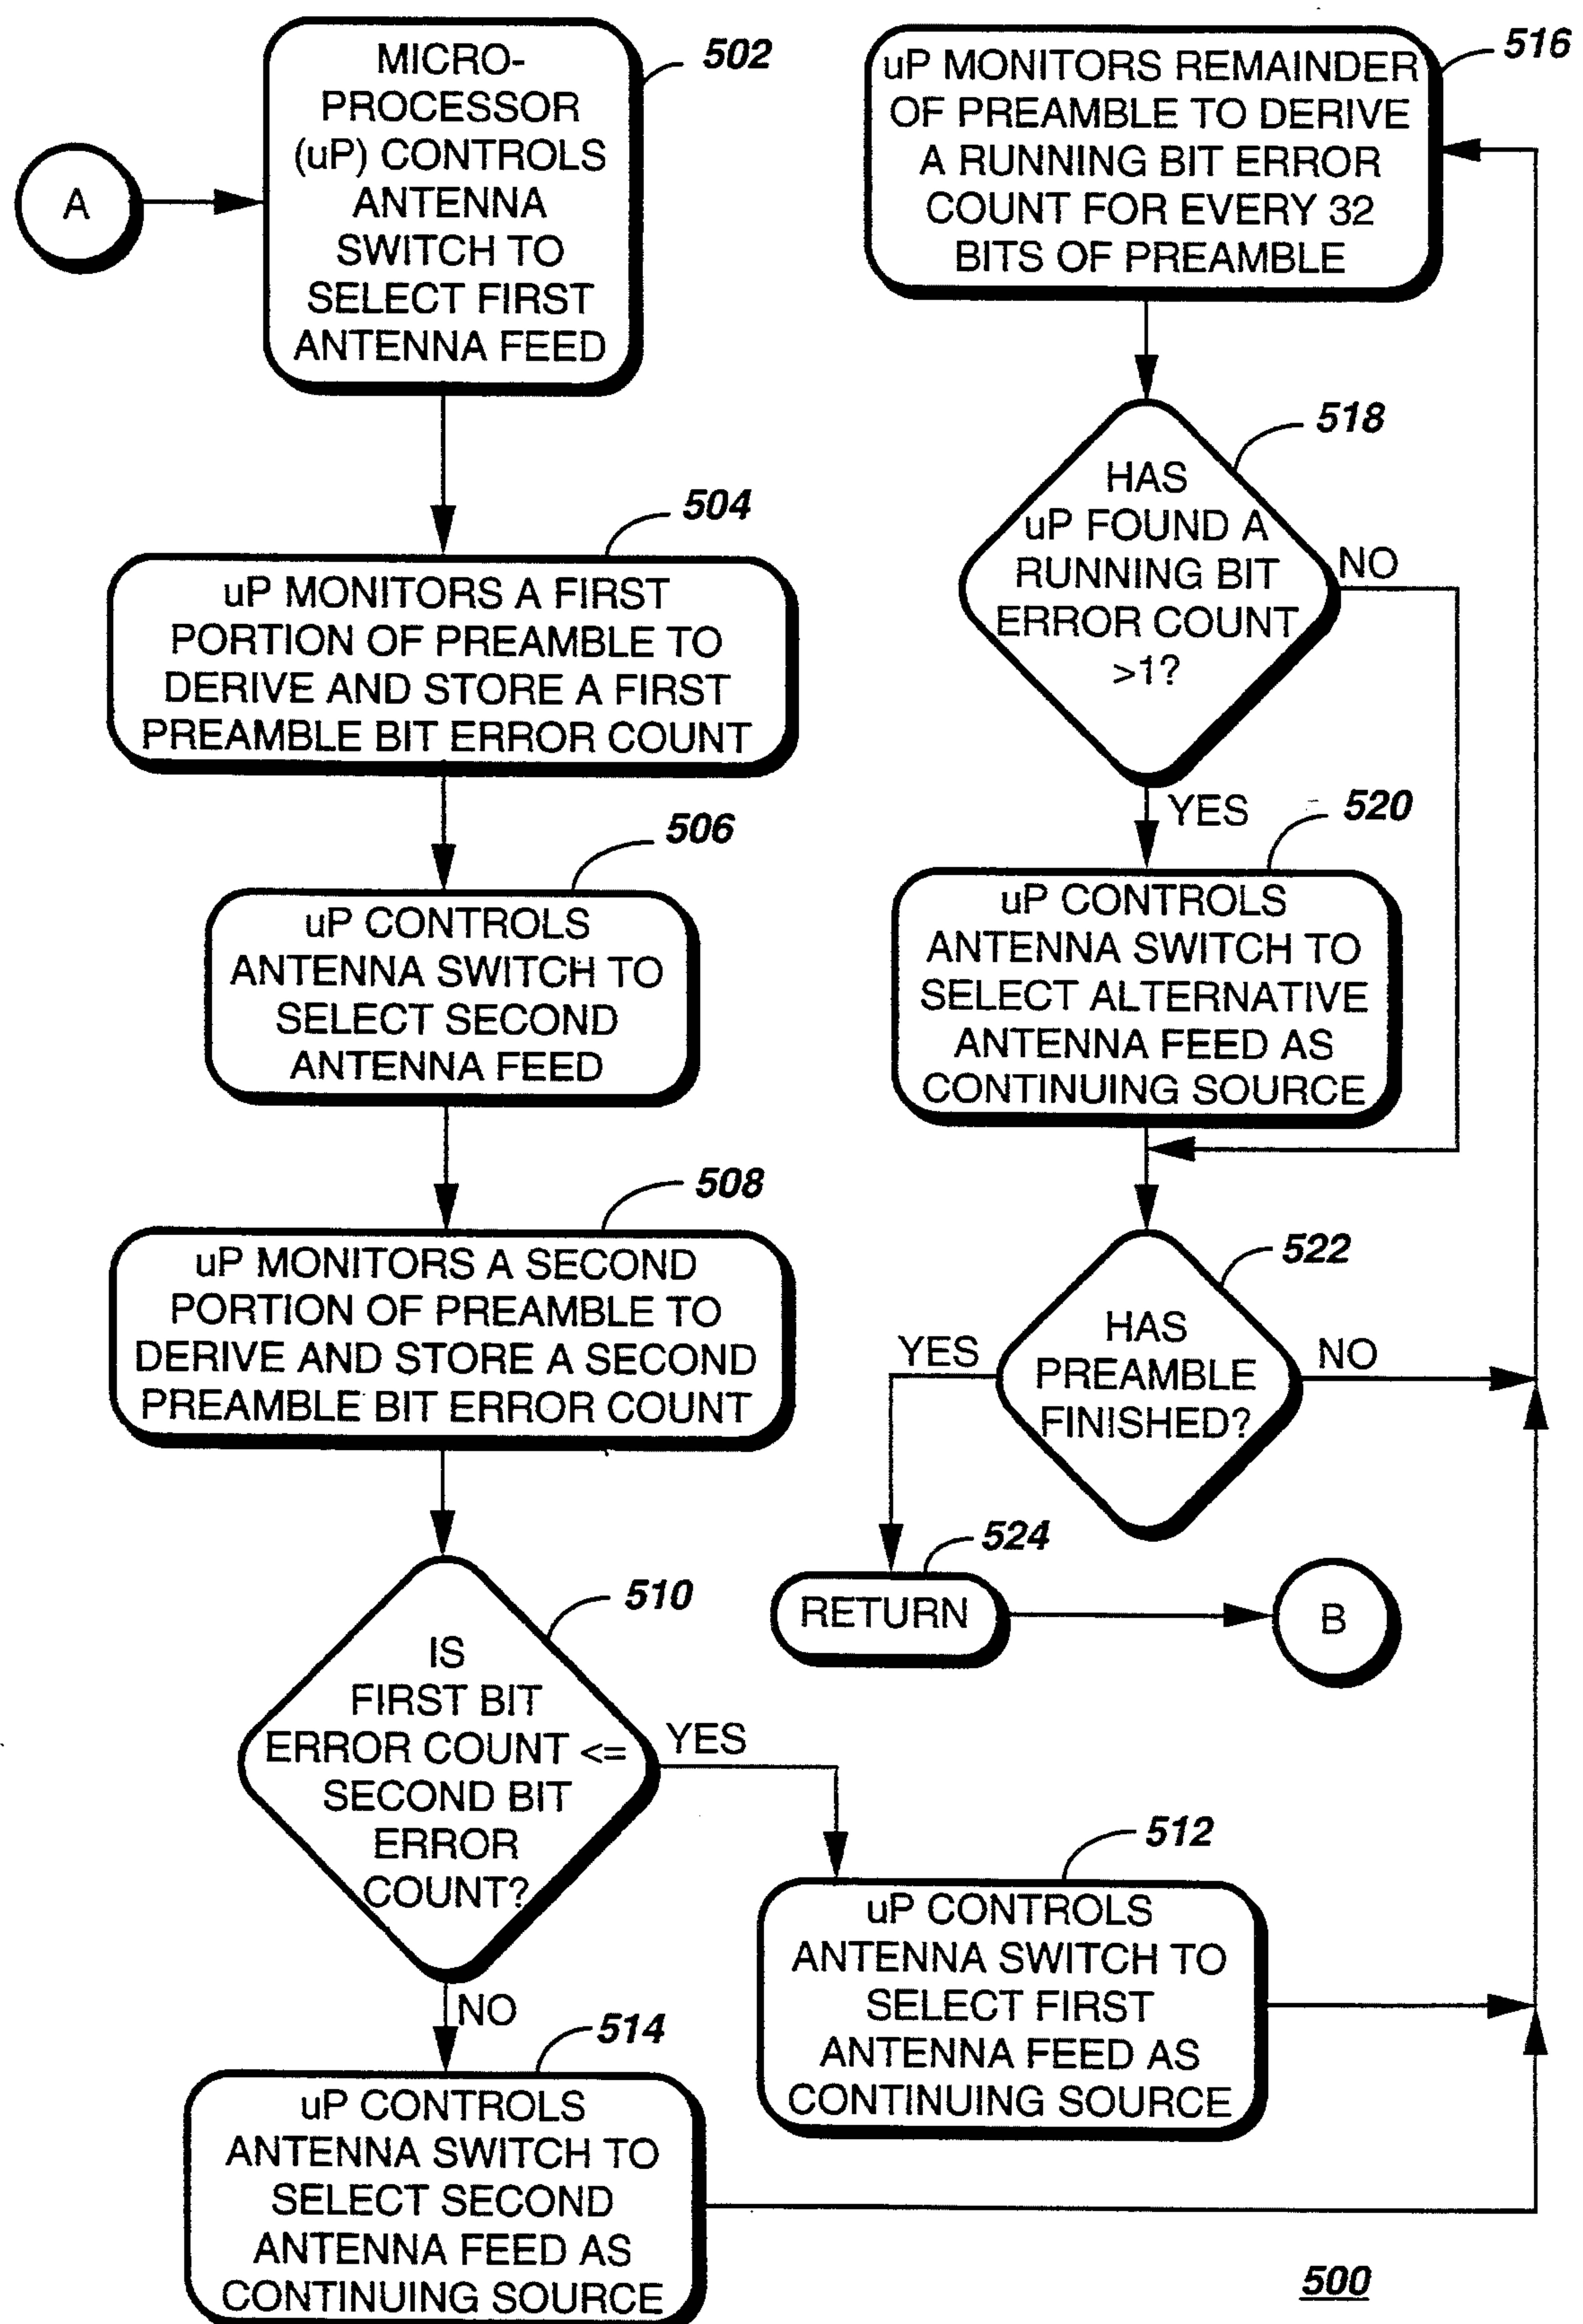 A
MICRO-
PROCESSOR
(uP) CONTROLS
ANTENNA
SWITCH TO
SELECT FIRST
ANTENNA FEED
502
504
uP MONITORS A FIRST
PORTION OF PREAMBLE TO
DERIVE AND STORE A FIRST
PREAMBLE BIT ERROR COUNT
506
uP CONTROLS
ANTENNA SWITCH TO
SELECT SECOND
ANTENNA FEED
508
uP MONITORS A SECOND
PORTION OF PREAMBLE TO
DERIVE AND STORE A SECOND
PREAMBLE BIT ERROR COUNT
510
IS
FIRST BIT
ERROR COUNT <=
SECOND BIT
ERROR
COUNT?
YES
NO
512
uP CONTROLS
ANTENNA SWITCH TO
SELECT FIRST
ANTENNA FEED AS
CONTINUING SOURCE
514
uP CONTROLS
ANTENNA SWITCH TO
SELECT SECOND
ANTENNA FEED AS
CONTINUING SOURCE
516
uP MONITORS REMAINDER
OF PREAMBLE TO DERIVE
A RUNNING BIT ERROR
COUNT FOR EVERY 32
BITS OF PREAMBLE
518
HAS
uP FOUND A
RUNNING BIT
ERROR COUNT
>1?
NO
YES
520
uP CONTROLS
ANTENNA SWITCH TO
SELECT ALTERNATIVE
ANTENNA FEED AS
CONTINUING SOURCE
522
HAS
PREAMBLE
FINISHED?
YES
NO
524
RETURN
B
500